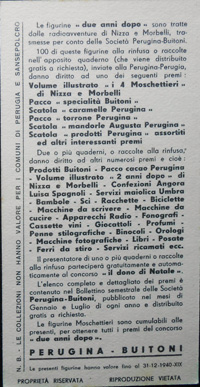 Le figurine « due anni dopo » sono tratte
dalla radioavventura di Nizza e Morbelli, tra-
smesse per conto delle Società Perugina-Buitoni.
100 di queste figurine alla rinfusa o raccolte
nell'apposito quaderno (che viene distribuito
gratis a richiesta), inviate alla Perugina-Perugia,
danno diritto ad uno dei seguenti premi:
Volume illustrato « i 4 Moschettieri »
di Nizza e Morbelli
Pacco « specialità Buitoni »
Scatola « caramelle Perugina »
Pacco « torrone Perugina »
Scatola « mandorle Augusto Perugina »
Scatola « prodotti Perugina » assortiti
ed altri interessanti premi
Due o più quaderni, o raccolte alla rinfusa,
danno diritto ad altri numerosi premi e cioè:
Prodotti Buitoni - Pacco cacao Perugina
- Volume illustrato « 2 anni dopo » di
Nizza e Morbelli - Confezioni Angora
Luisa Spagnoli - Servizi maiolica Umbra
- Bambole - Sci - Racchette - Biciclette
- Macchine da scrivere - Macchine da
cucire - Apparecchi Radio - Fonografi -
Cassette vini - Giocattoli - Profumi -
Penne stilografiche - Binocoli - Orologi
- Macchine fotografiche - Libri - Posate
- Ferri da stiro - Servizi ricamati ecc.
Il presentatore di uno o più quaderni o raccolte
alla rinfusa parteciperà gratuitamente e automati-
camente al concorso « il dono di Natale ».
L'elenco completo e dettagliato dei premi è
contenuto nel Bollettino semestrale delle Società
Perugina-Buitoni, pubblicato nei mesi di
Gennaio e Luglio di ogni anno e distribuito
gratis a richiesta.
Le figurine Moschettieri sono cumulabili alle
presenti, per ottenere tutti i premi del concorso
« due anni dopo ».
PERUGINA - BUITONI
Le presenti figurine hanno valore fino al 31-12-1940-XIX
PROPRIETÀ RISERVATA RIPRODUZIONE VIETATA
N. B. - LE COLLEZIONI NON HANNO VALORE PER I COMUNI DI PERUGIA E SANSEPOLCRO